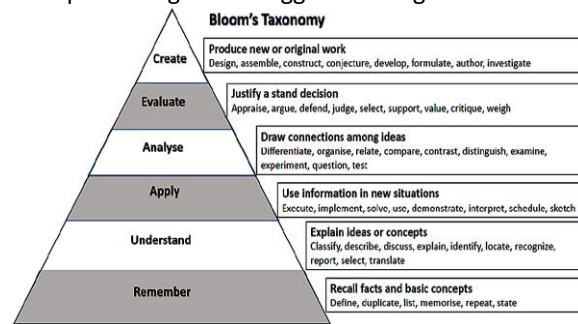 Bloom's Taxonomy
Create
Produce new or original work
Design, assemble, construct, conjecture, develop, formulate, author, investigate
Evaluate
Justify a stand decision
Appraise, argue, defend, judge, select, support, value, critique, weigh
Analyse
Draw connections among ideas
Differentiate, organise, relate, compare, contrast, distinguish, examine,
experiment, question, test
Apply
Use information in new situations
Execute, implement, solve, use, demonstrate, interpret, schedule, sketch
Understand
Explain ideas or concepts
Classify, describe, discuss, explain, identify, locate, recognize,
report, select, translate
Remember
Recall facts and basic concepts
Define, duplicate, list, memorise, repeat, state